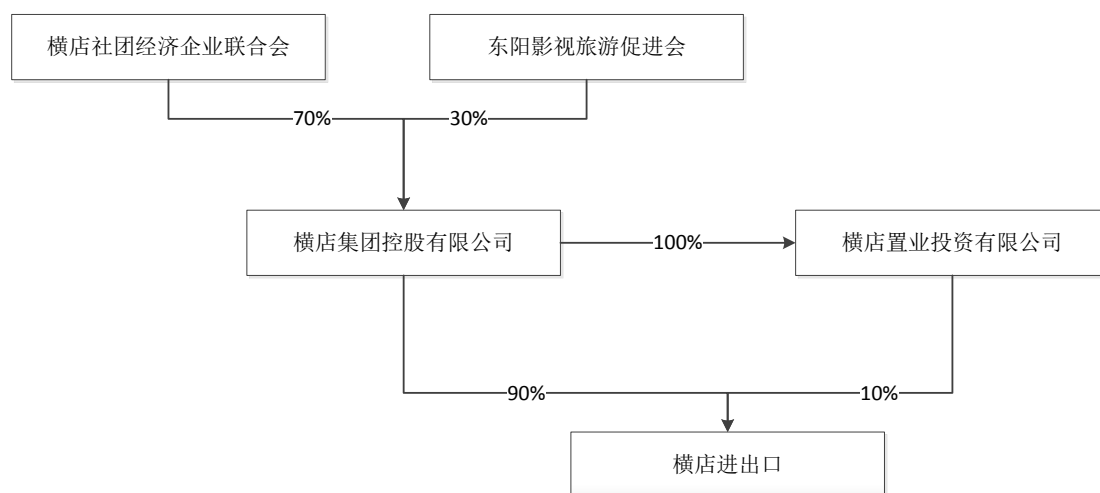 横店社团经济企业联合会
东阳影视旅游促进会
70%
30%
横店集团控股有限公司
100%
横店置业投资有限公司
90%
10%
横店进出口